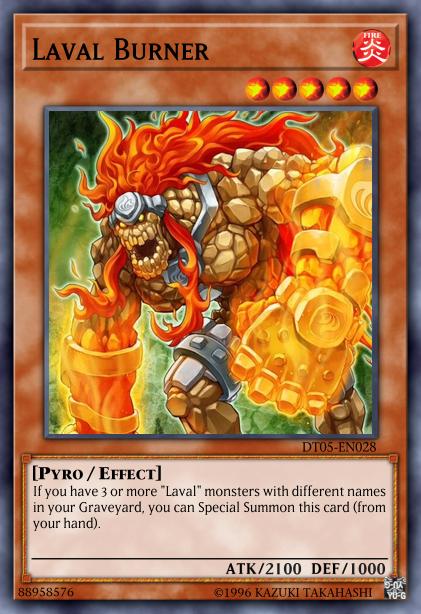 Laval Burner
FIRE
炎
DT05-EN028
[Pyro / Effect]
If you have 3 or more "Laval" monsters with different names
in your Graveyard, you can Special Summon this card (from
your hand).
ATK/2100 DEF/1000
88958576
©1996 KAZUKI TAKAHASHI